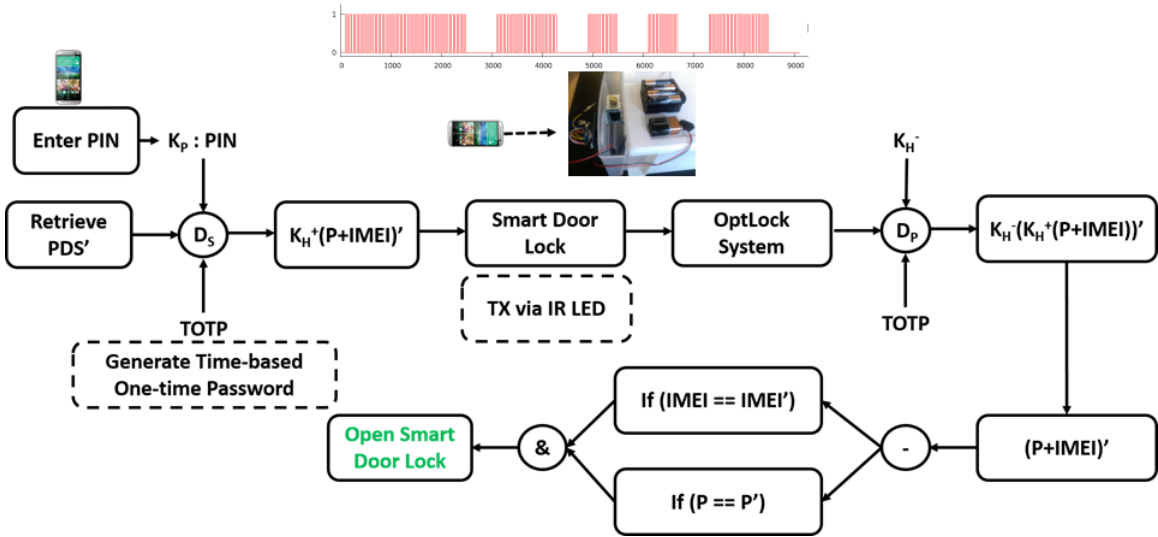 1
0
0
1000
2000
3000
4000
5000
6000
7000
8000
9000
Enter PIN
K_P : PIN
K_H^-
Retrieve
PDS’
D_S
K_H^+(P+IMEI)’
Smart Door
Lock
OptLock
System
D_P
K_H^-(K_H^+(P+IMEI))’
TX via IR LED
TOTP
Generate Time-based
One-time Password
TOTP
If (IMEI == IMEI’)
Open Smart
Door Lock
&
-
(P+IMEI)’
If (P == P’)